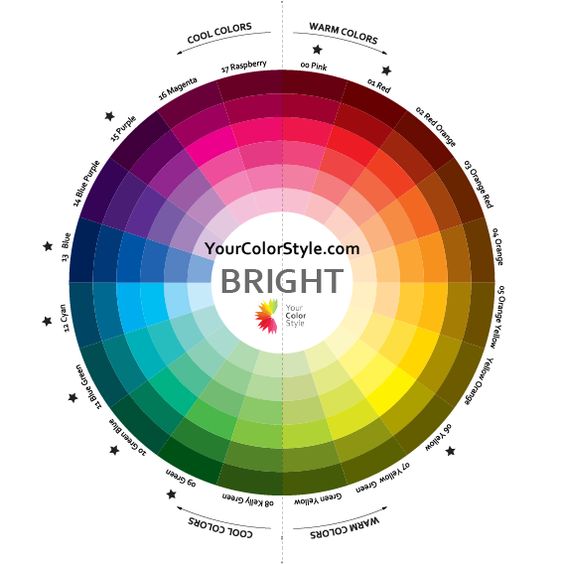 COOL COLORS
WARM COLORS
00 Pink
01 Red
02 Red Orange
03 Orange Red
04 Orange
05 Orange Yellow
Yellow Orange
06 Yellow
07 Yellow Green
Green Yellow
08 Kelly Green
09 Green
10 Green Blue
11 Blue Green
12 Cyan
13 Blue
14 Blue Purple
15 Purple
16 Magenta
17 Raspberry
YourColorStyle.com
BRIGHT
Your
Color
Style
COOL COLORS
WARM COLORS